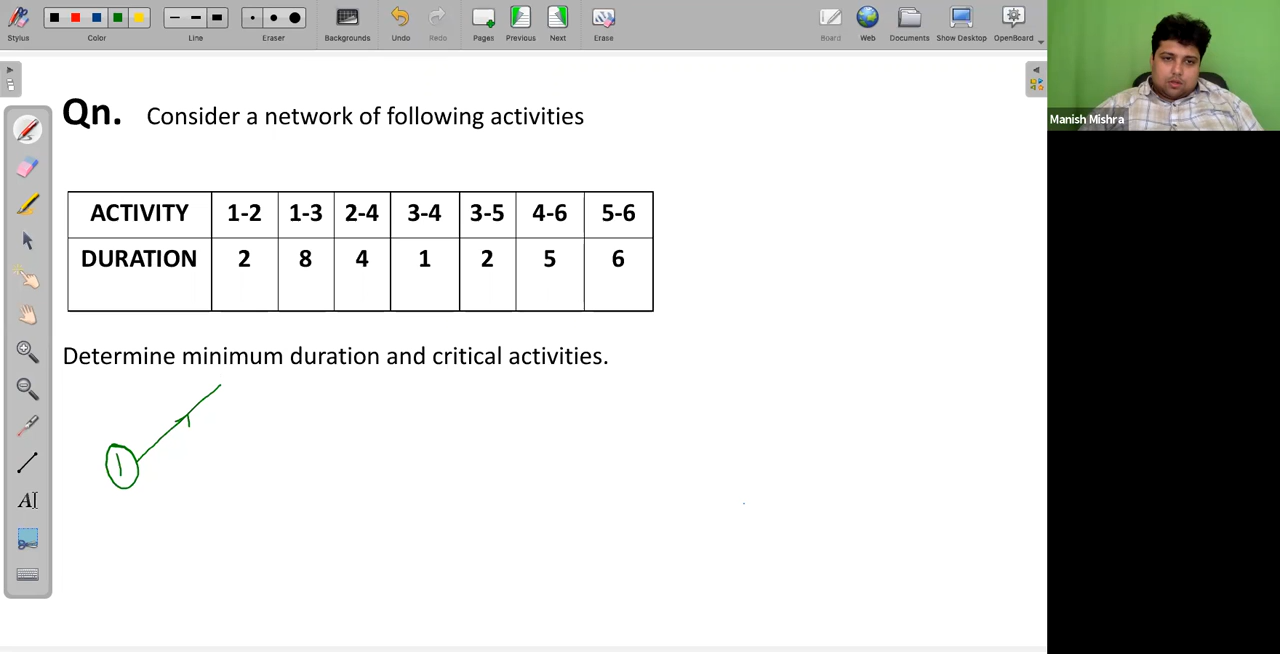 Stylus Color Line Eraser Backgrounds Undo Redo Pages Previous Next Erase Board Web Documents Show Desktop OpenBoard
Qn. Consider a network of following activities
Manish Mishra
ACTIVITY 1-2 1-3 2-4 3-4 3-5 4-6 5-6
DURATION 2 8 4 1 2 5 6
Determine minimum duration and critical activities.
1
AI